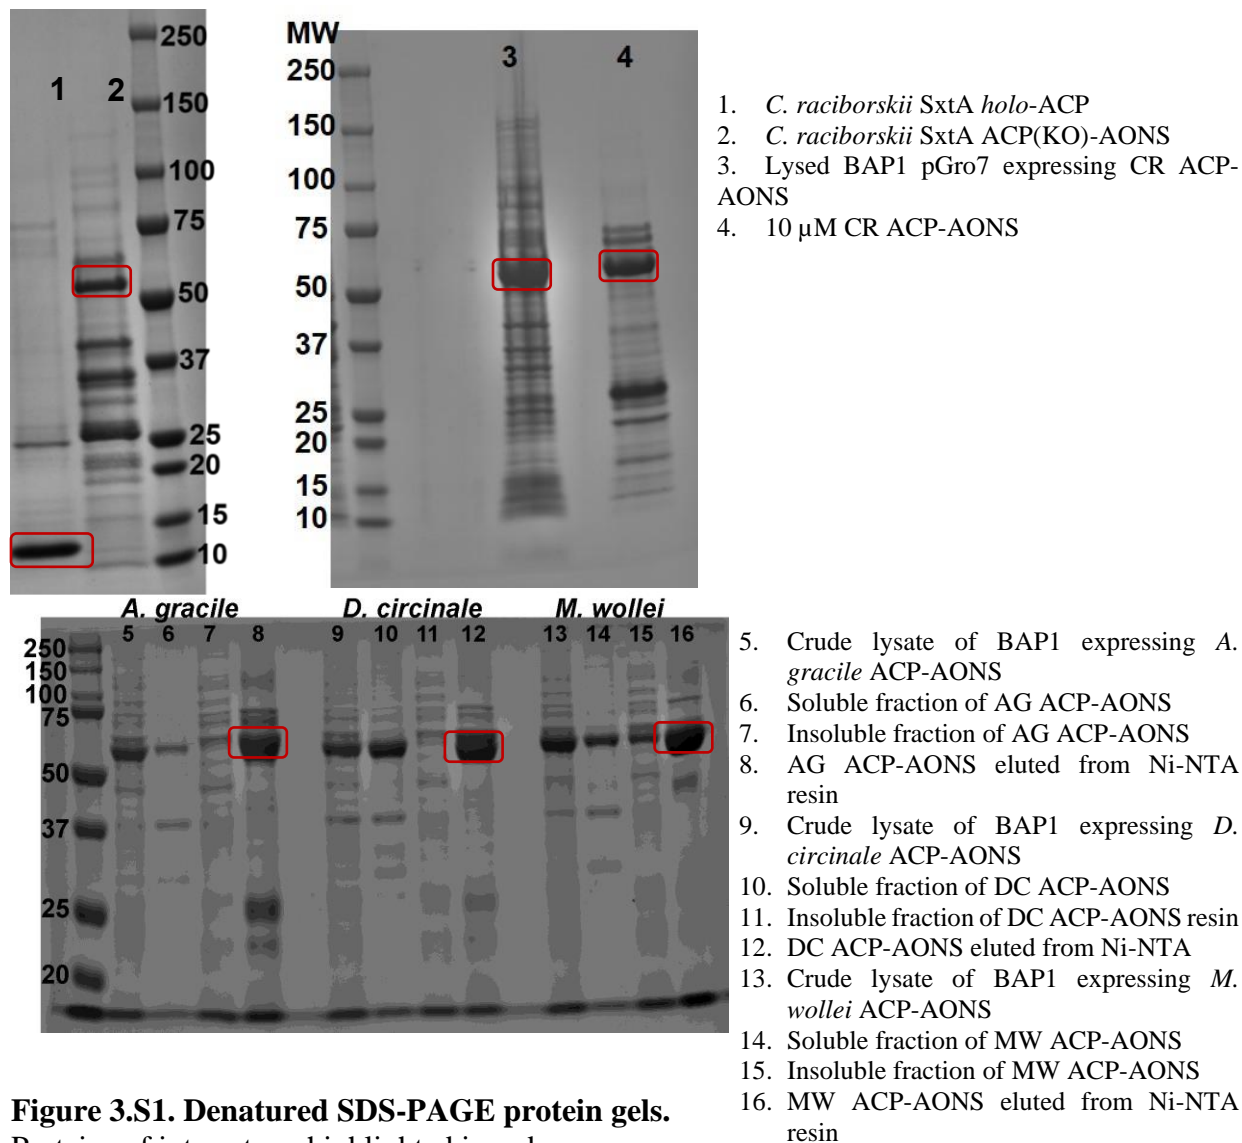 250
1
2
150
100
75
50
37
25
20
15
10
MW
3
4
250
150
100
75
50
37
25
20
15
10
1. C. raciborskii SxtA holo-ACP
2. C. raciborskii SxtA ACP(KO)-AONS
3. Lysed BAP1 pGro7 expressing CR ACP-
AONS
4. 10 µM CR ACP-AONS
A. gracile D. circinale M. wollei
5 6 7 8 9 10 11 12 13 14 15 16
250
150
100
75
50
37
25
20
5. Crude lysate of BAP1 expressing A.
gracile ACP-AONS
6. Soluble fraction of AG ACP-AONS
7. Insoluble fraction of AG ACP-AONS
8. AG ACP-AONS eluted from Ni-NTA
resin
9. Crude lysate of BAP1 expressing D.
circinale ACP-AONS
10. Soluble fraction of DC ACP-AONS
11. Insoluble fraction of DC ACP-AONS resin
12. DC ACP-AONS eluted from Ni-NTA
13. Crude lysate of BAP1 expressing M.
wollei ACP-AONS
14. Soluble fraction of MW ACP-AONS
15. Insoluble fraction of MW ACP-AONS
16. MW ACP-AONS eluted from Ni-NTA
resin
Figure 3.S1. Denatured SDS-PAGE protein gels.